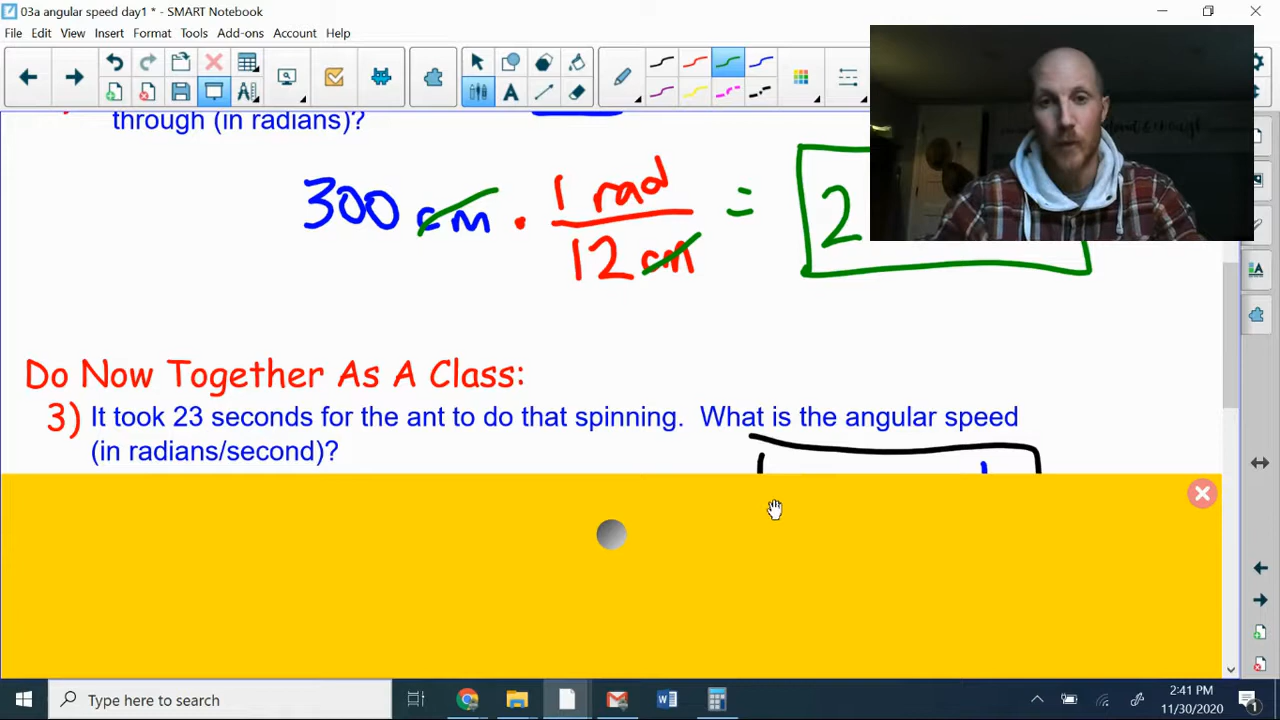 03a angular speed day1 * - SMART Notebook
File Edit View Insert Format Tools Add-ons Account Help
through (in radians)?
300 cm · 1 rad =
12 cm
2
Do Now Together As A Class:
3) It took 23 seconds for the ant to do that spinning. What is the angular speed
(in radians/second)?
Type here to search
2:41 PM
11/30/2020
1